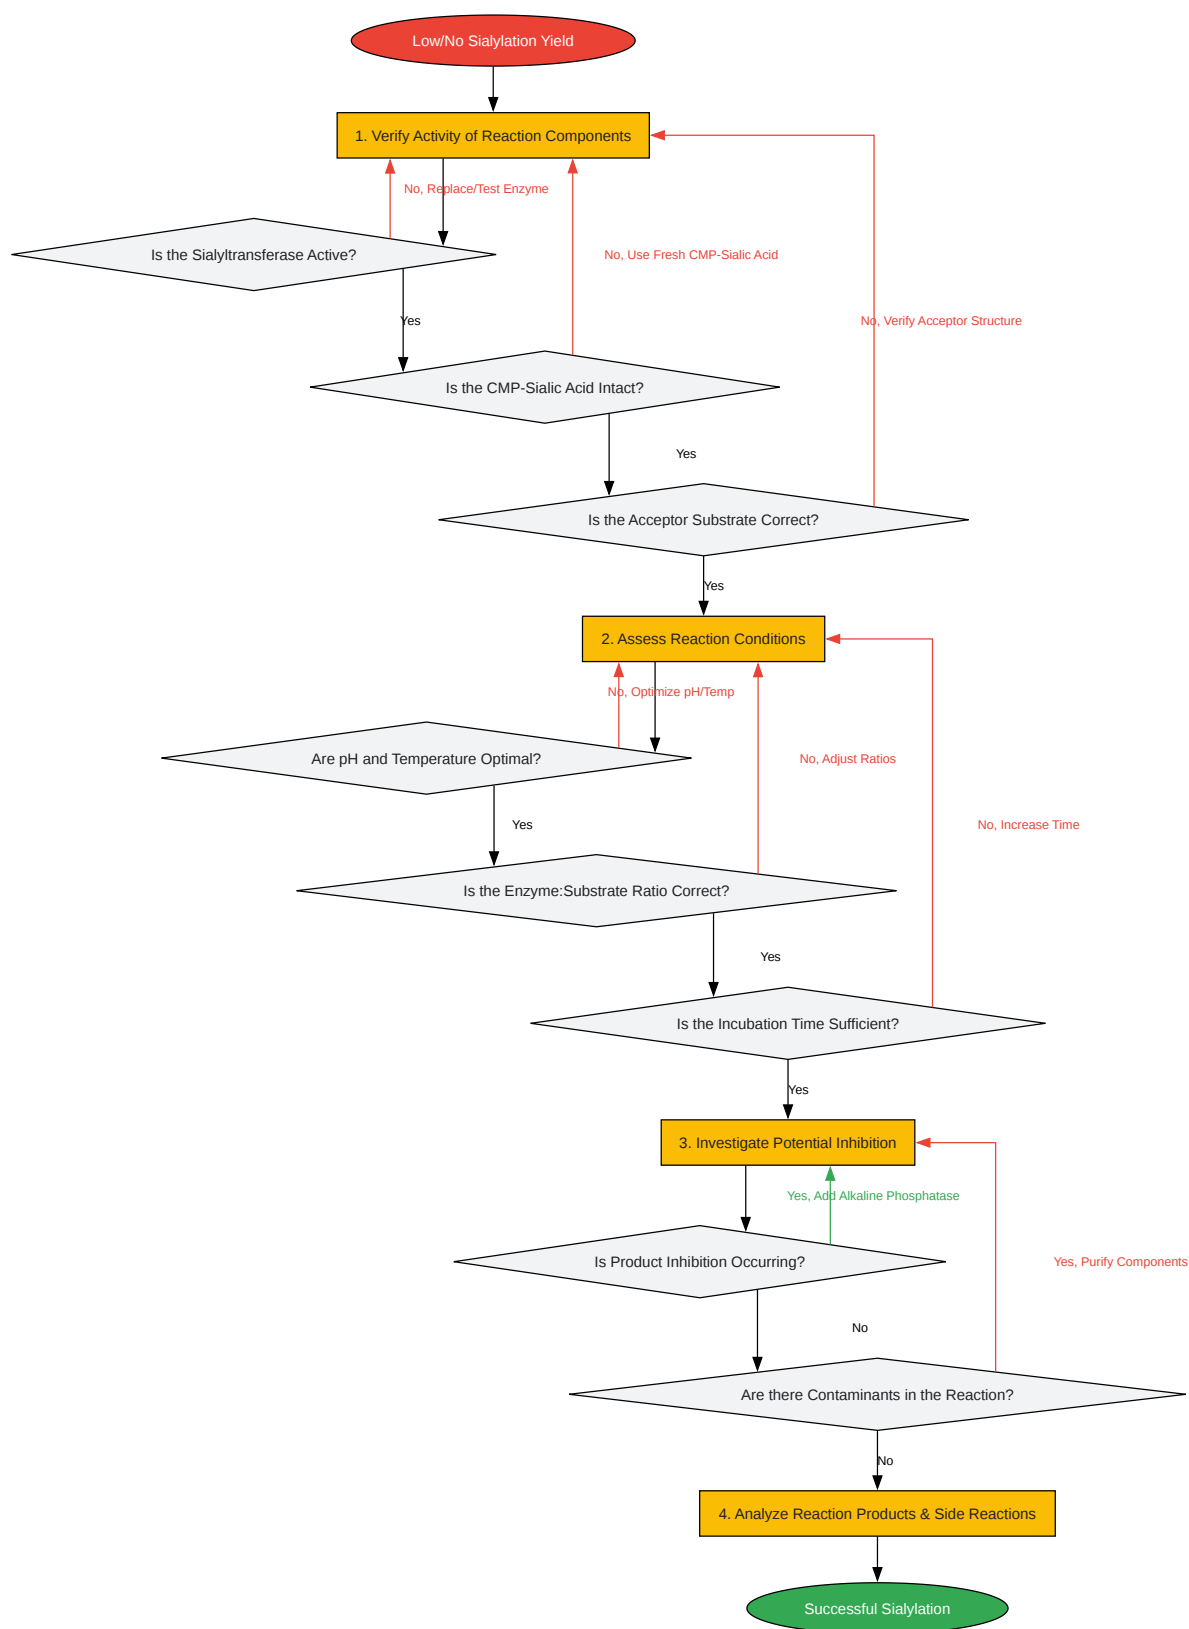 Low/No Sialylation Yield
1. Verify Activity of Reaction Components
No, Replace/Test Enzyme
Is the Sialyltransferase Active?
No, Use Fresh CMP-Sialic Acid
Yes
No, Verify Acceptor Structure
Is the CMP-Sialic Acid Intact?
Yes
Is the Acceptor Substrate Correct?
Yes
2. Assess Reaction Conditions
No, Optimize pH/Temp
Are pH and Temperature Optimal?
No, Adjust Ratios
Yes
No, Increase Time
Is the Enzyme:Substrate Ratio Correct?
Yes
Is the Incubation Time Sufficient?
Yes
3. Investigate Potential Inhibition
Yes, Add Alkaline Phosphatase
Is Product Inhibition Occurring?
Yes, Purify Components
No
Are there Contaminants in the Reaction?
No
4. Analyze Reaction Products & Side Reactions
Successful Sialylation